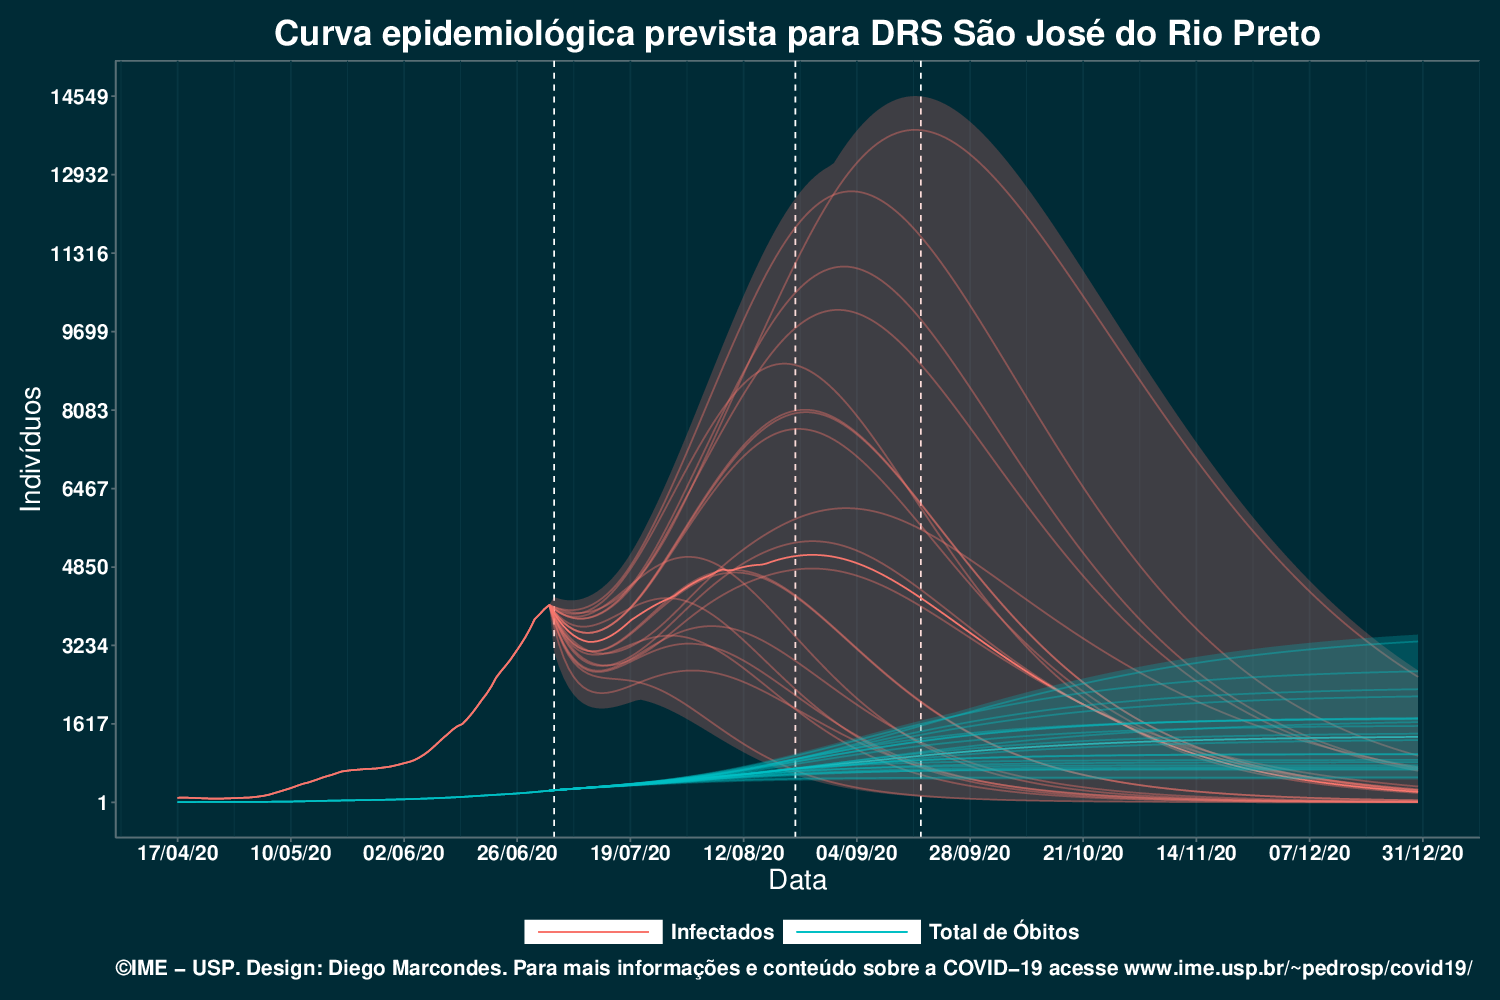 Curva epidemiológica prevista para DRS São José do Rio Preto
Indivíduos
14549
12932
11316
9699
8083
6467
4850
3234
1617
1
17/04/20 10/05/20 02/06/20 26/06/20 19/07/20 12/08/20 04/09/20 28/09/20 21/10/20 14/11/20 07/12/20 31/12/20
Data
Infectados Total de Óbitos
©IME − USP. Design: Diego Marcondes. Para mais informações e conteúdo sobre a COVID−19 acesse www.ime.usp.br/~pedrosp/covid19/